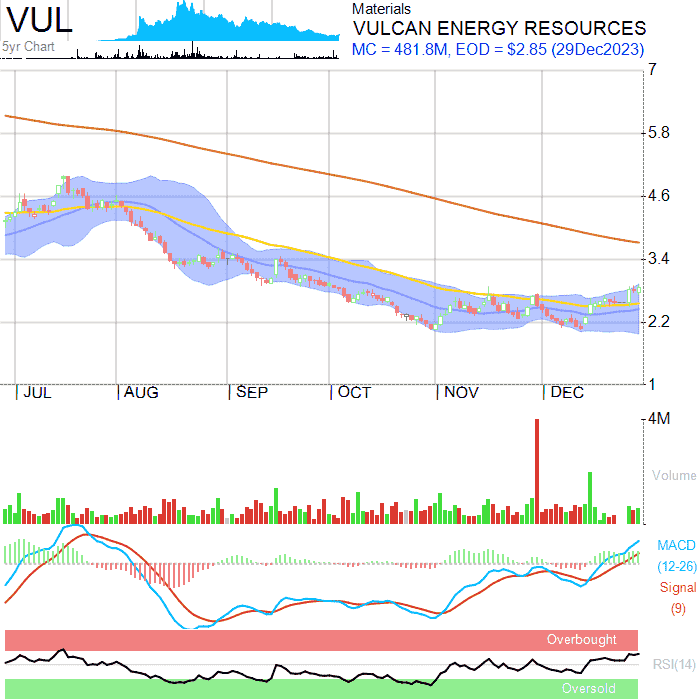 VUL
5yr Chart
Materials
VULCAN ENERGY RESOURCES
MC = 481.8M, EOD = $2.85 (29Dec2023)
7
5.8
4.6
3.4
2.2
1
JUL AUG SEP OCT NOV DEC
4M
Volume
MACD
(12-26)
Signal
(9)
Overbought
RSI(14)
Oversold